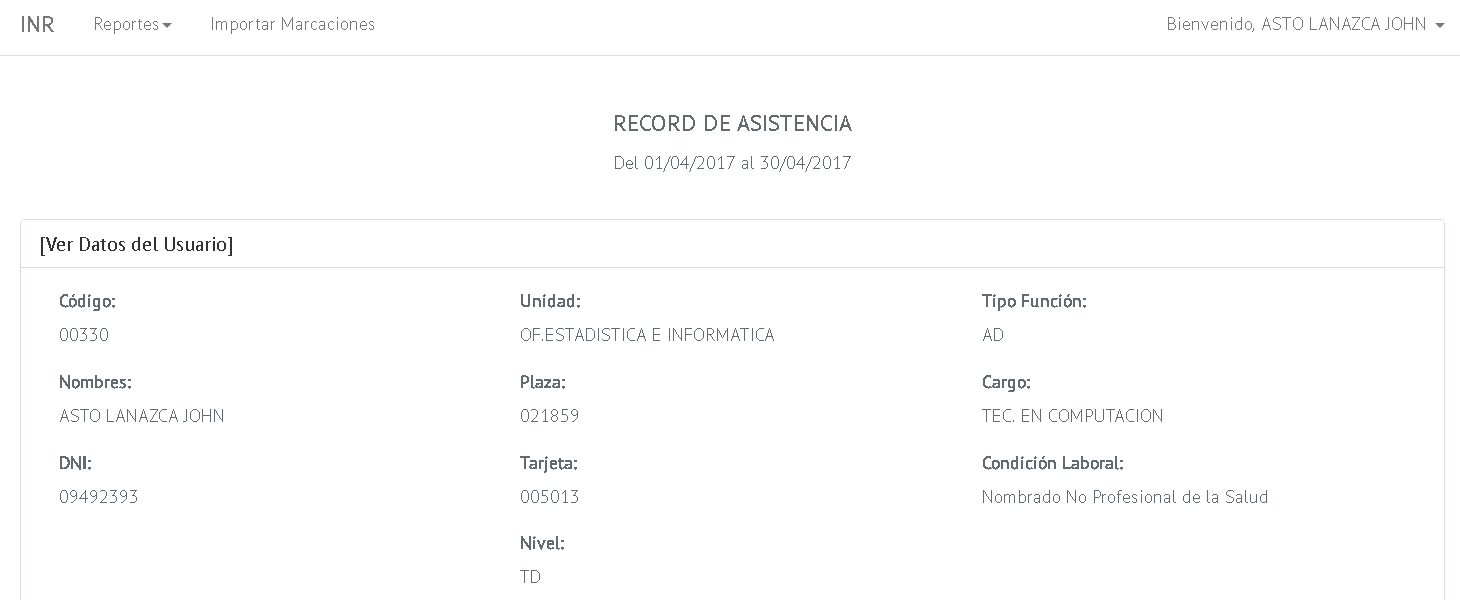 INR Reportes Importar Marcaciones Bienvenido, ASTO LANAZCA JOHN
RECORD DE ASISTENCIA
Del 01/04/2017 al 30/04/2017
[Ver Datos del Usuario]
Código: Unidad: Tipo Función:
00330 OF.ESTADISTICA E INFORMATICA AD
Nombres: Plaza: Cargo:
ASTO LANAZCA JOHN 021859 TEC. EN COMPUTACION
DNI: Tarjeta: Condición Laboral:
09492393 005013 Nombrado No Profesional de la Salud
Nivel:
TD